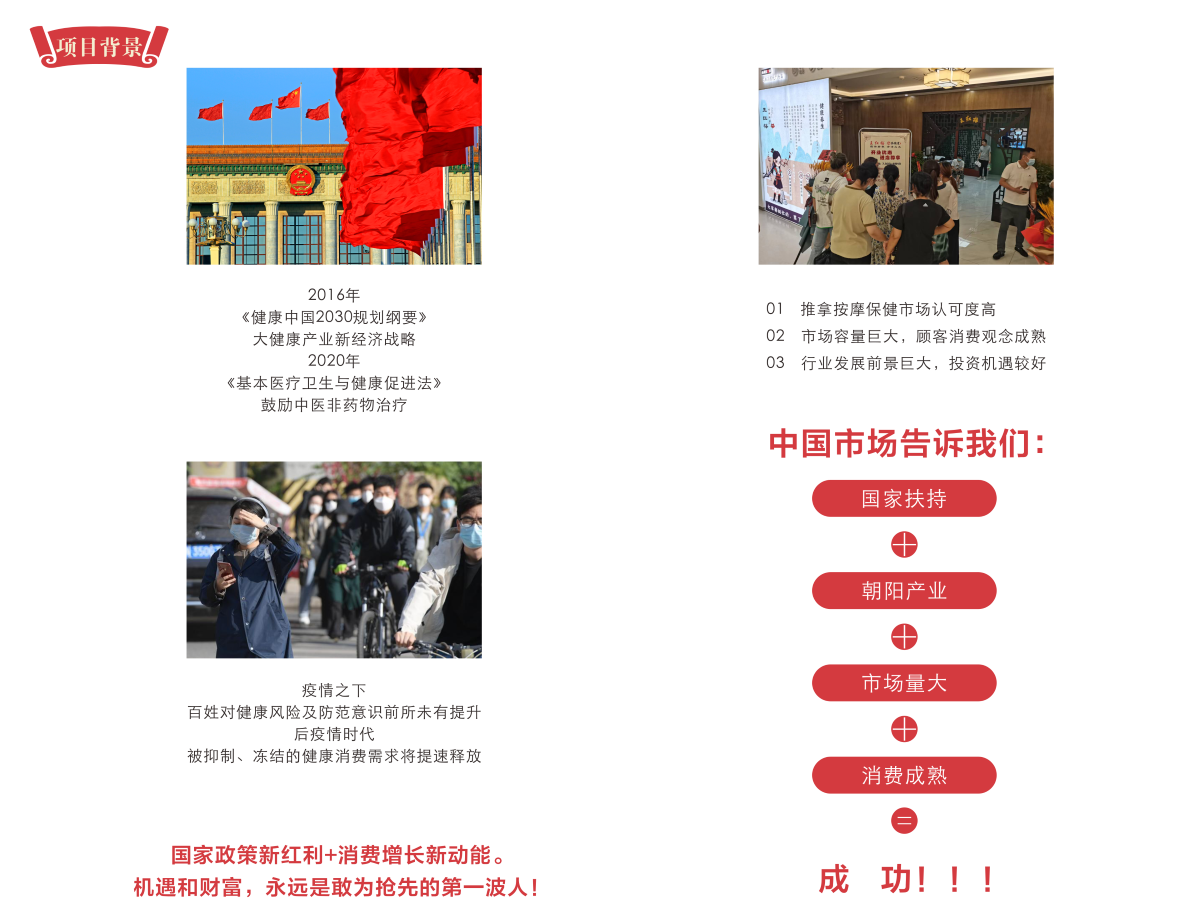 项目背景
2016年
《健康中国2030规划纲要》
大健康产业新经济战略
2020年
《基本医疗卫生与健康促进法》
鼓励中医非药物治疗
疫情之下
百姓对健康风险及防范意识前所未有提升
后疫情时代
被抑制、冻结的健康消费需求将提速释放
国家政策新红利+消费增长新动能。
机遇和财富，永远是敢为抢先的第一波人！
01 推拿按摩保健市场认可度高
02 市场容量巨大，顾客消费观念成熟
03 行业发展前景巨大，投资机遇较好
中国市场告诉我们：
国家扶持
朝阳产业
市场量大
消费成熟
=
成 功！！！